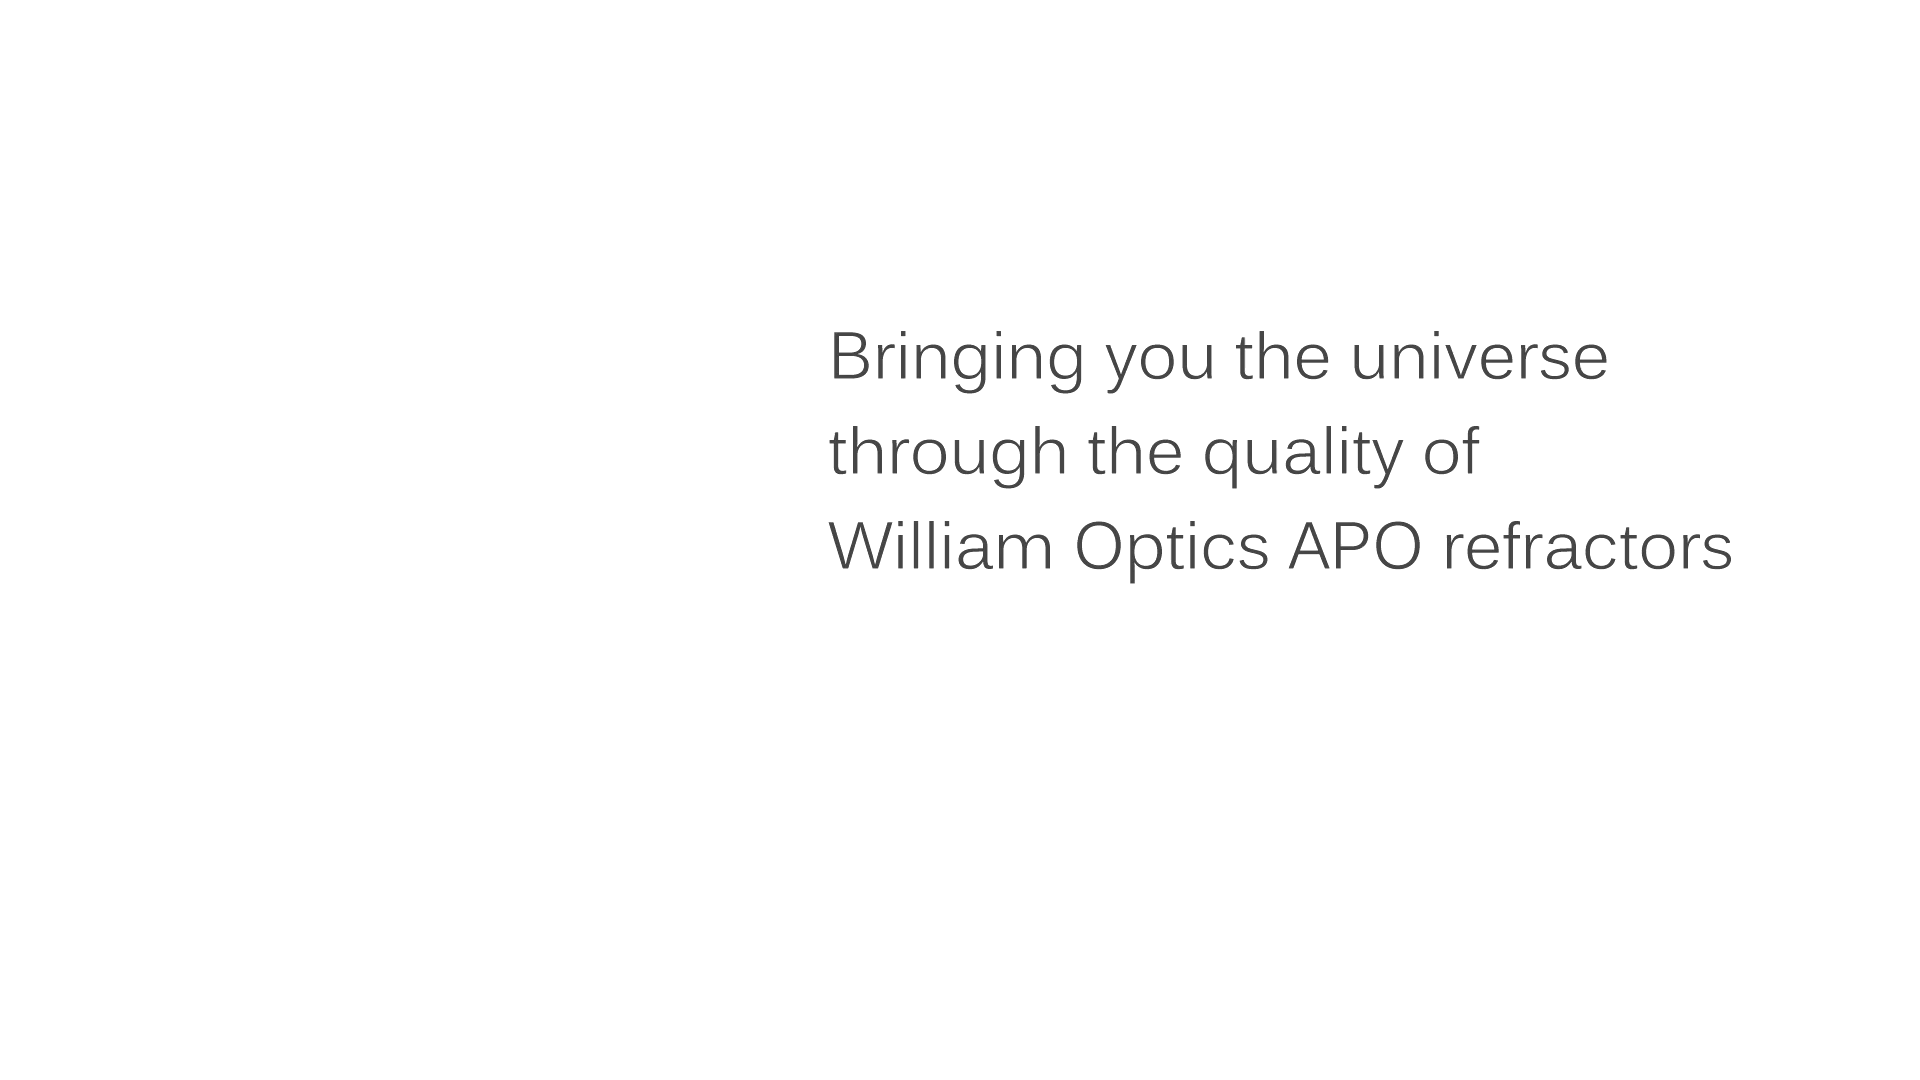 Bringing you the universe
through the quality of
William Optics APO refractors